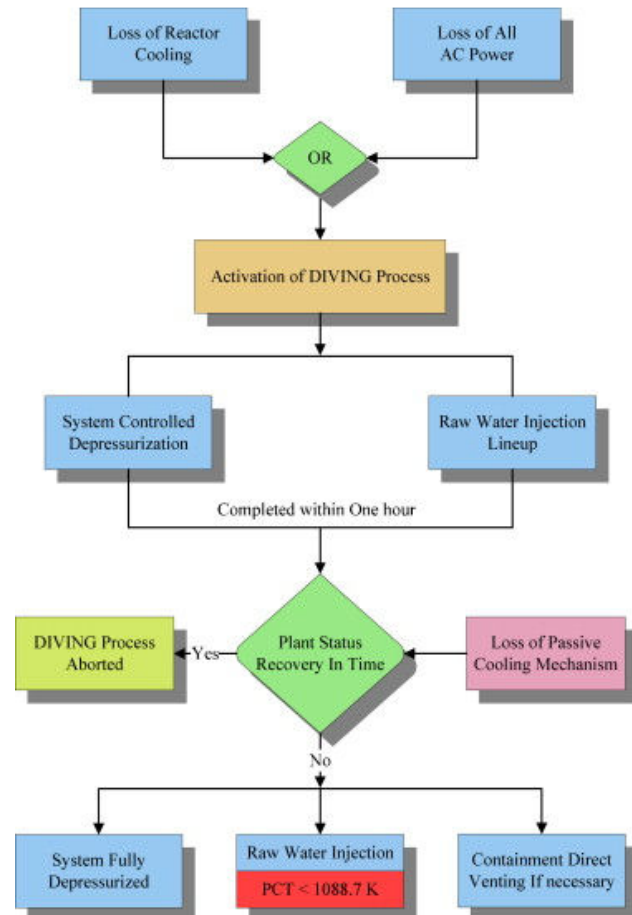 Loss of Reactor
Cooling
Loss of All
AC Power
OR
Activation of DIVING Process
System Controlled
Depressurization
Raw Water Injection
Lineup
Completed within One hour
DIVING Process
Aborted
Yes
Plant Status
Recovery In Time
Loss of Passive
Cooling Mechanism
No
System Fully
Depressurized
Raw Water Injection
PCT < 1088.7 K
Containment Direct
Venting If necessary